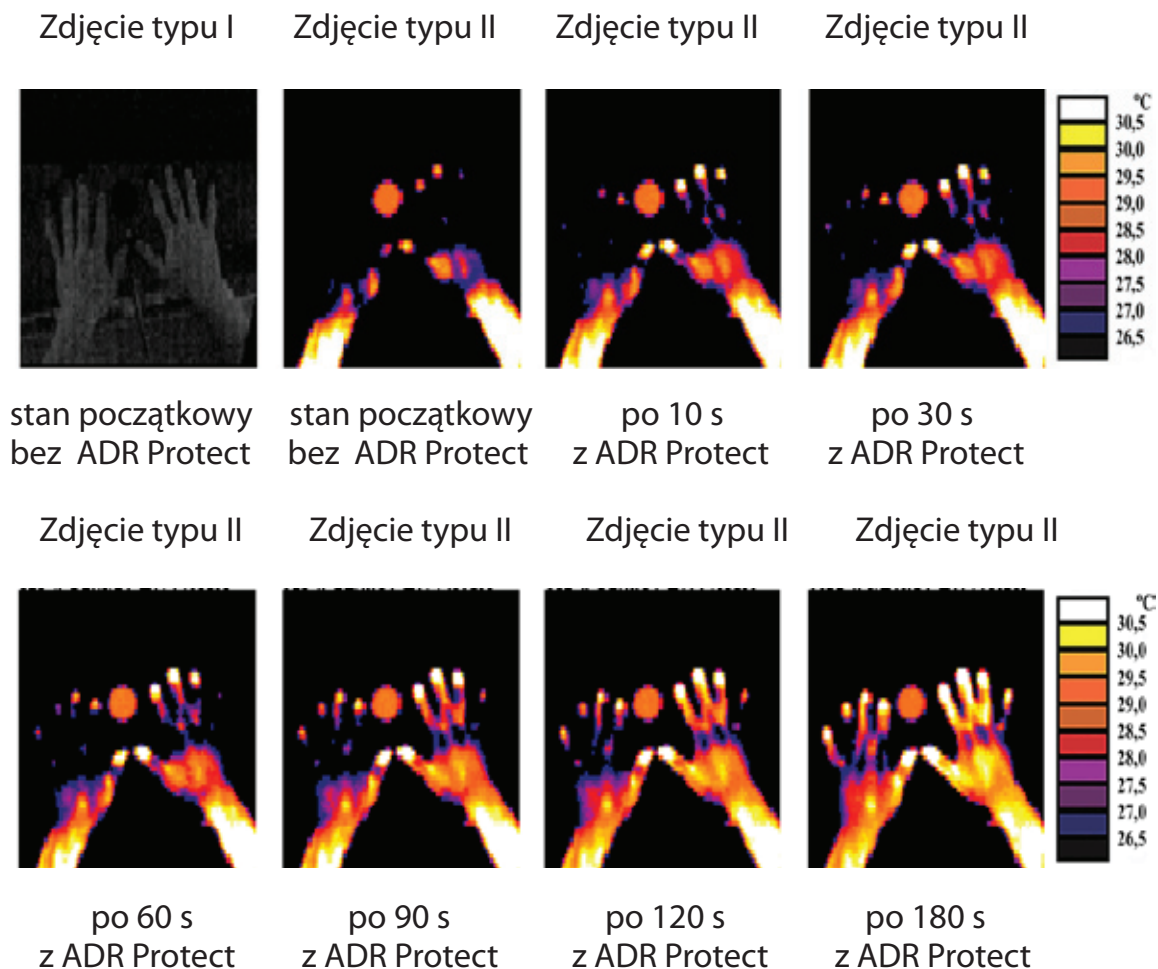 Zdjęcie typu I
Zdjęcie typu II
Zdjęcie typu II
Zdjęcie typu II
°C
30,5
30,0
29,5
29,0
28,5
28,0
27,5
27,0
26,5
stan początkowy
bez ADR Protect
stan początkowy
bez ADR Protect
po 10 s
z ADR Protect
po 30 s
z ADR Protect
Zdjęcie typu II
Zdjęcie typu II
Zdjęcie typu II
Zdjęcie typu II
°C
30,5
30,0
29,5
29,0
28,5
28,0
27,5
27,0
26,5
po 60 s
z ADR Protect
po 90 s
z ADR Protect
po 120 s
z ADR Protect
po 180 s
z ADR Protect